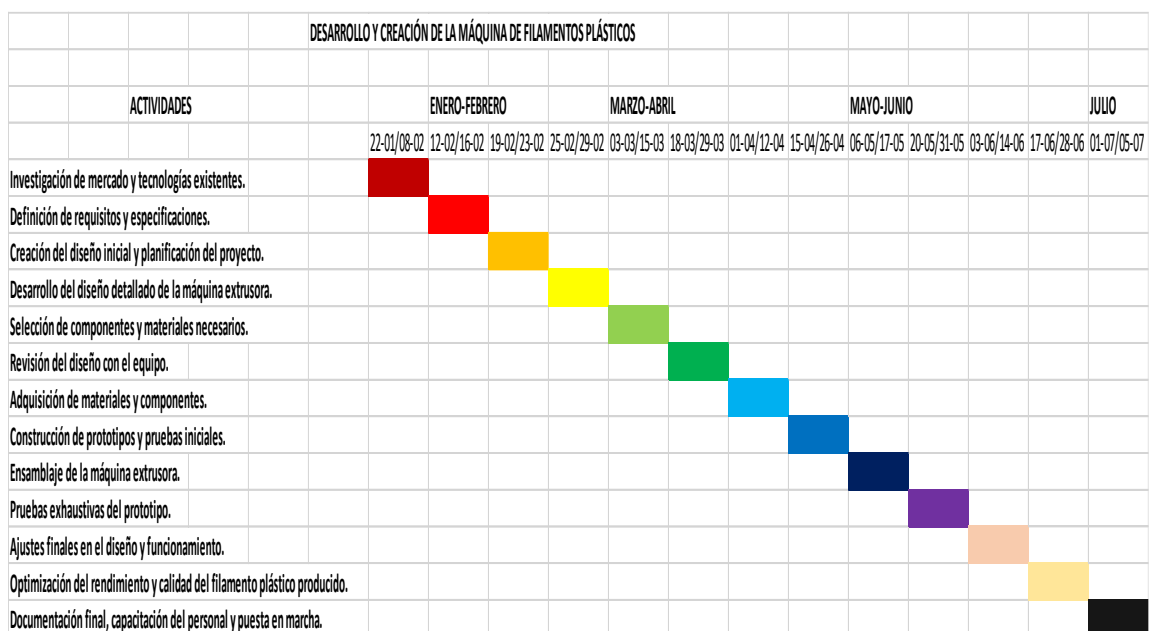 DESARROLLO Y CREACIÓN DE LA MÁQUINA DE FILAMENTOS PLÁSTICOS
ACTIVIDADES ENERO-FEBRERO MARZO-ABRIL MAYO-JUNIO JULIO
22-01/08-02 12-02/16-02 19-02/23-02 25-02/29-02 03-03/15-03 18-03/29-03 01-04/12-04 15-04/26-04 06-05/17-05 20-05/31-05 03-06/14-06 17-06/28-06 01-07/05-07
Investigación de mercado y tecnologías existentes.
Definición de requisitos y especificaciones.
Creación del diseño inicial y planificación del proyecto.
Desarrollo del diseño detallado de la máquina extrusora.
Selección de componentes y materiales necesarios.
Revisión del diseño con el equipo.
Adquisición de materiales y componentes.
Construcción de prototipos y pruebas iniciales.
Ensamblaje de la máquina extrusora.
Pruebas exhaustivas del prototipo.
Ajustes finales en el diseño y funcionamiento.
Optimización del rendimiento y calidad del filamento plástico producido.
Documentación final, capacitación del personal y puesta en marcha.